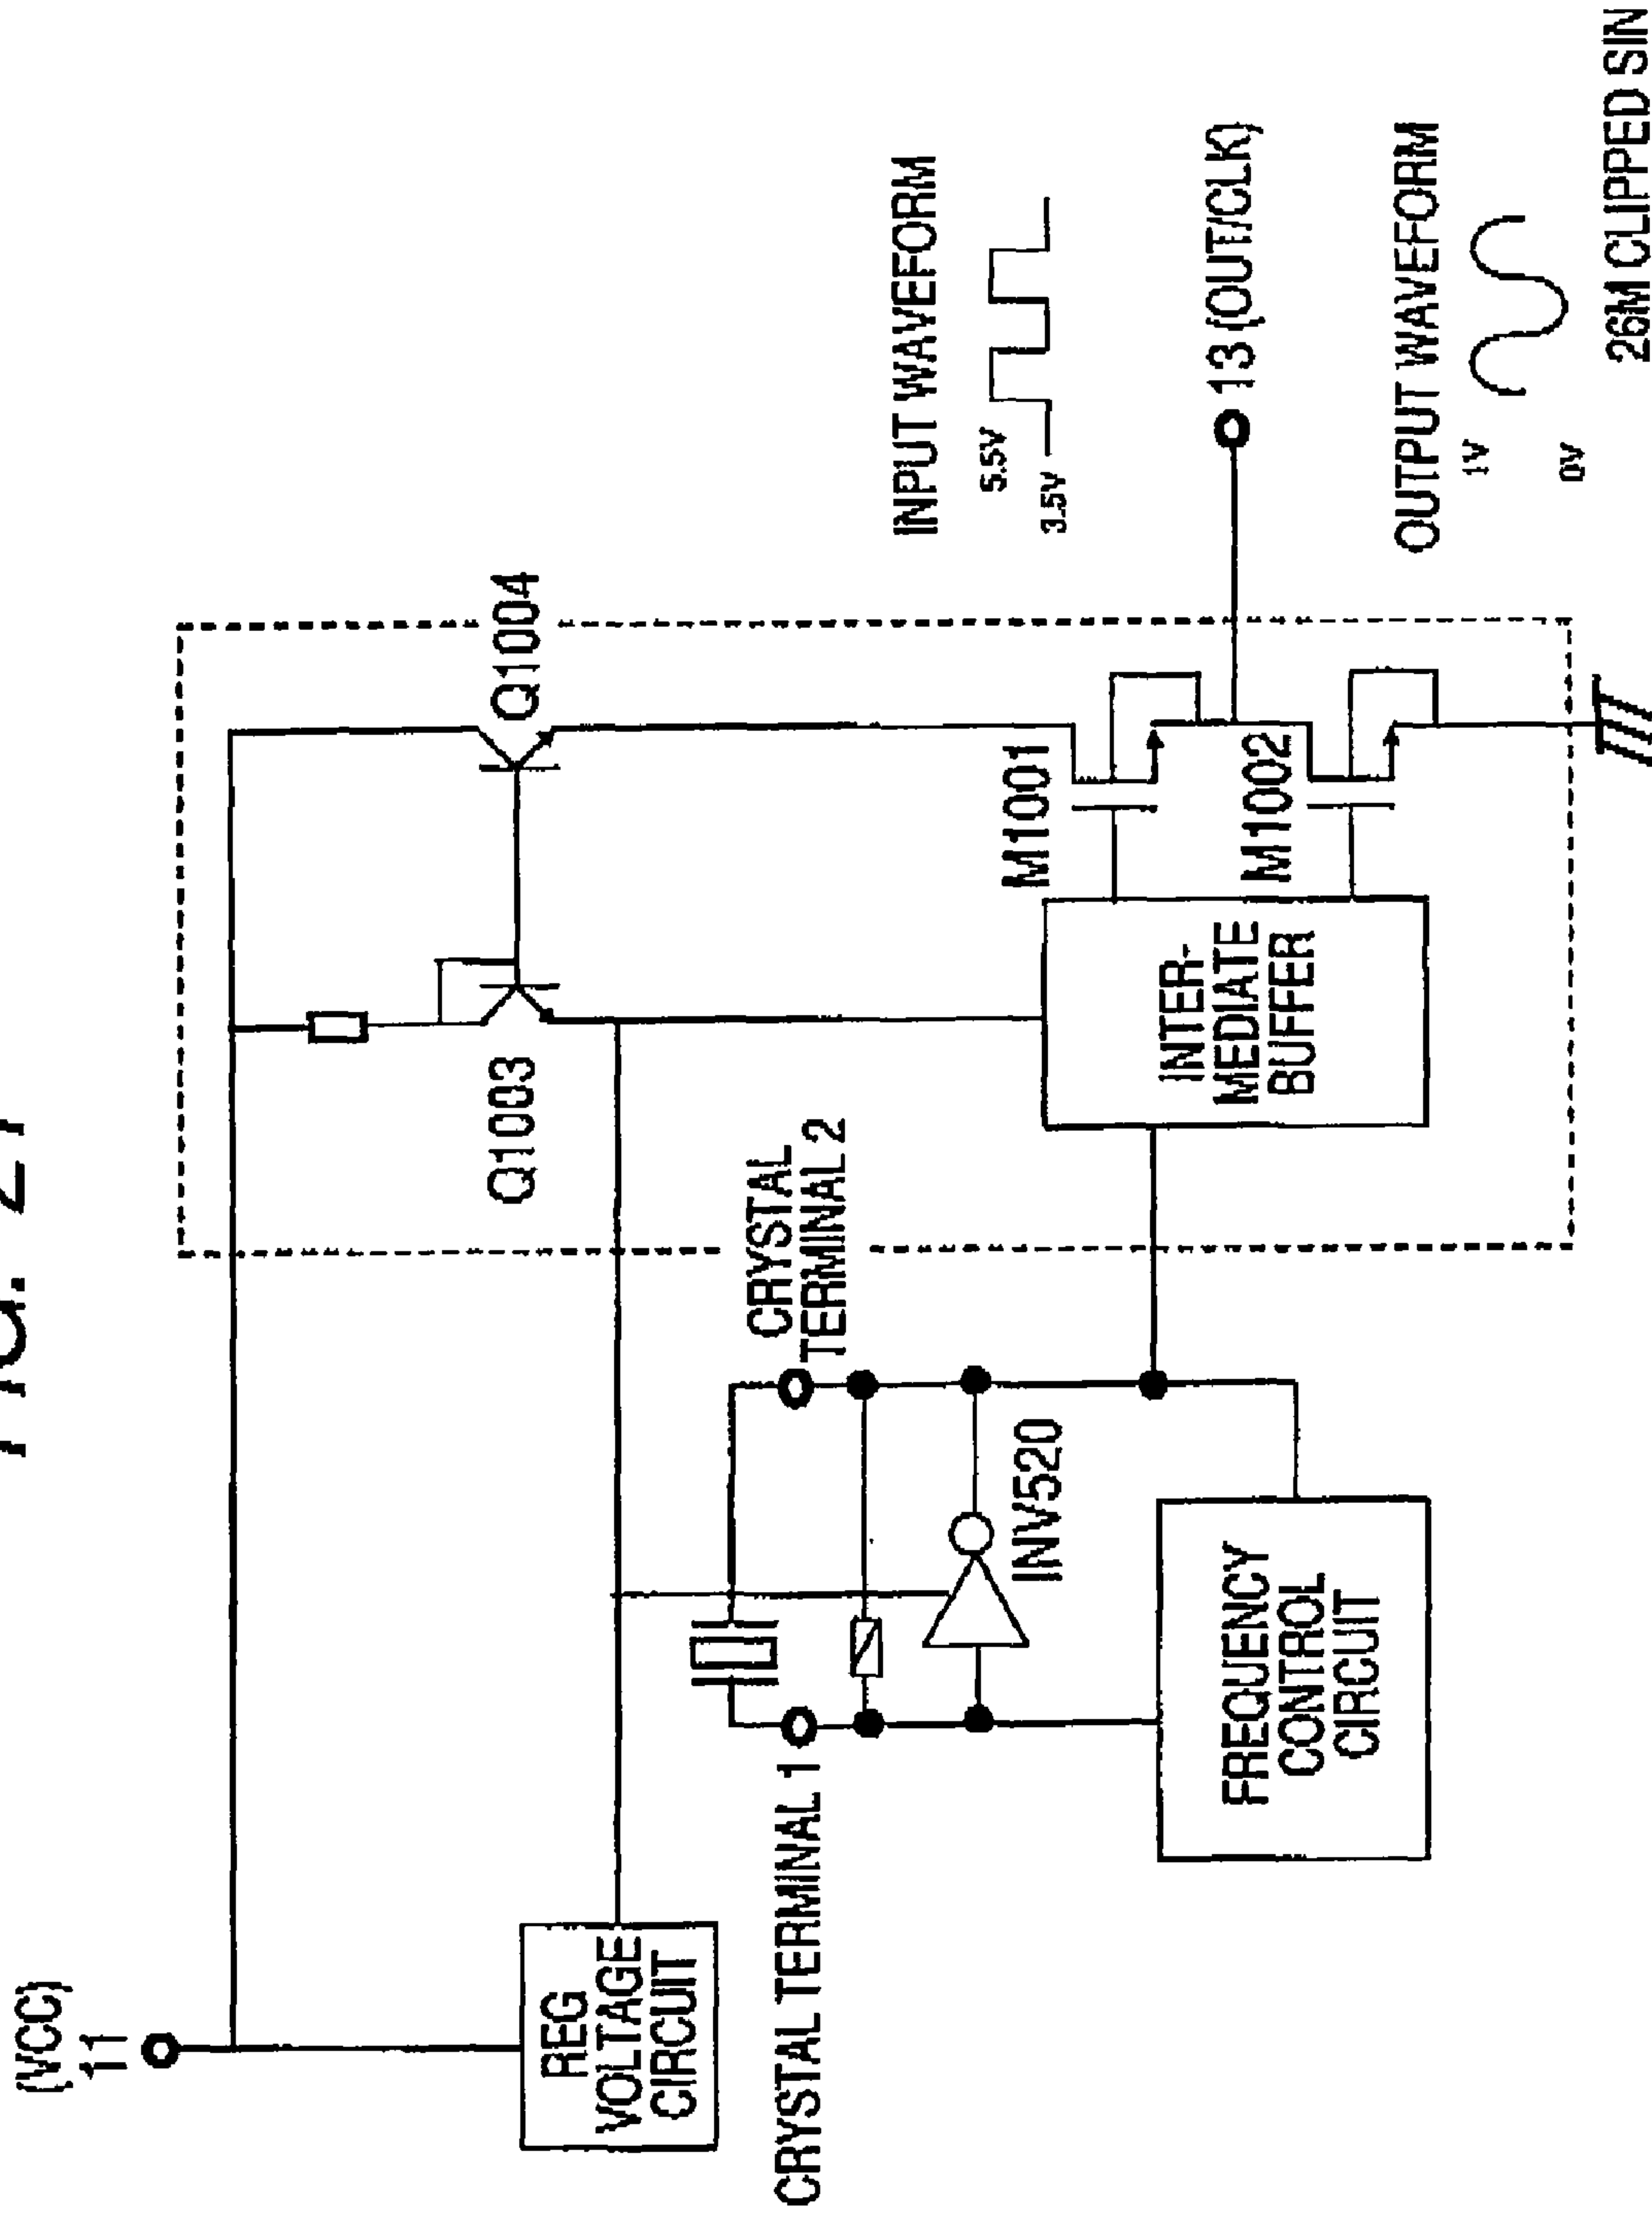 (VCC)
11
REG
VOLTAGE
CIRCUIT
CRYSTAL TERMINAL 1
CRYSTAL
TERMINAL 2
INV520
FREQUENCY
CONTROL
CIRCUIT
Q1003
Q1004
INTER-
MEDIATE
BUFFER
M1001
M1002
INPUT WAVEFORM
5.5V
3.5V
13 (OUT/CLK)
OUTPUT WAVEFORM
1V
0V
26M CLIPPED SIN